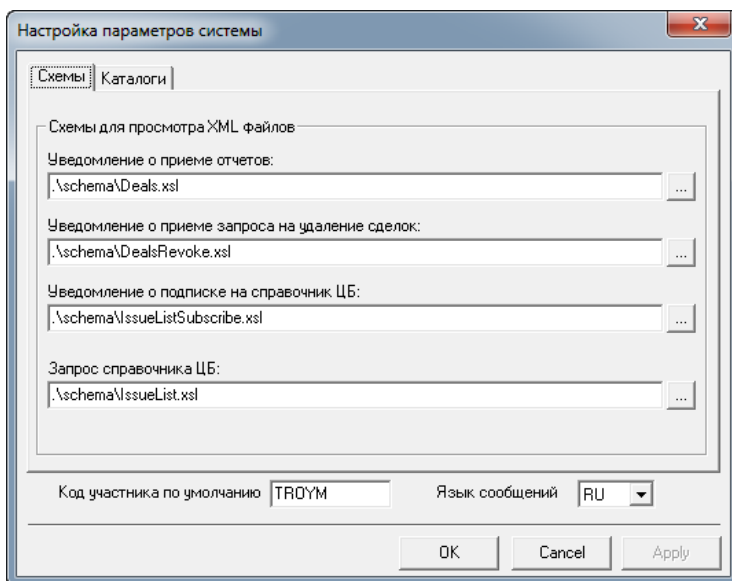 Настройка параметров системы
Схемы Каталоги
Схемы для просмотра XML файлов
Уведомление о приеме отчетов:
.\schema\Deals.xsl
...
Уведомление о приеме запроса на удаление сделок:
.\schema\DealsRevoke.xsl
...
Уведомление о подписке на справочник ЦБ:
.\schema\IssueListSubscribe.xsl
...
Запрос справочника ЦБ:
.\schema\IssueList.xsl
...
Код участника по умолчанию TROYM Язык сообщений RU
OK Cancel Apply